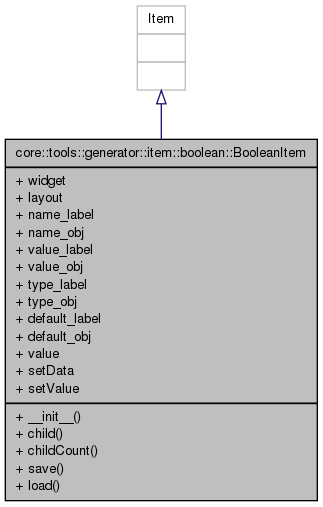 Item
core::tools::generator::item::boolean::BooleanItem
+ widget
+ layout
+ name_label
+ name_obj
+ value_label
+ value_obj
+ type_label
+ type_obj
+ default_label
+ default_obj
+ value
+ setData
+ setValue
+ __init__()
+ child()
+ childCount()
+ save()
+ load()